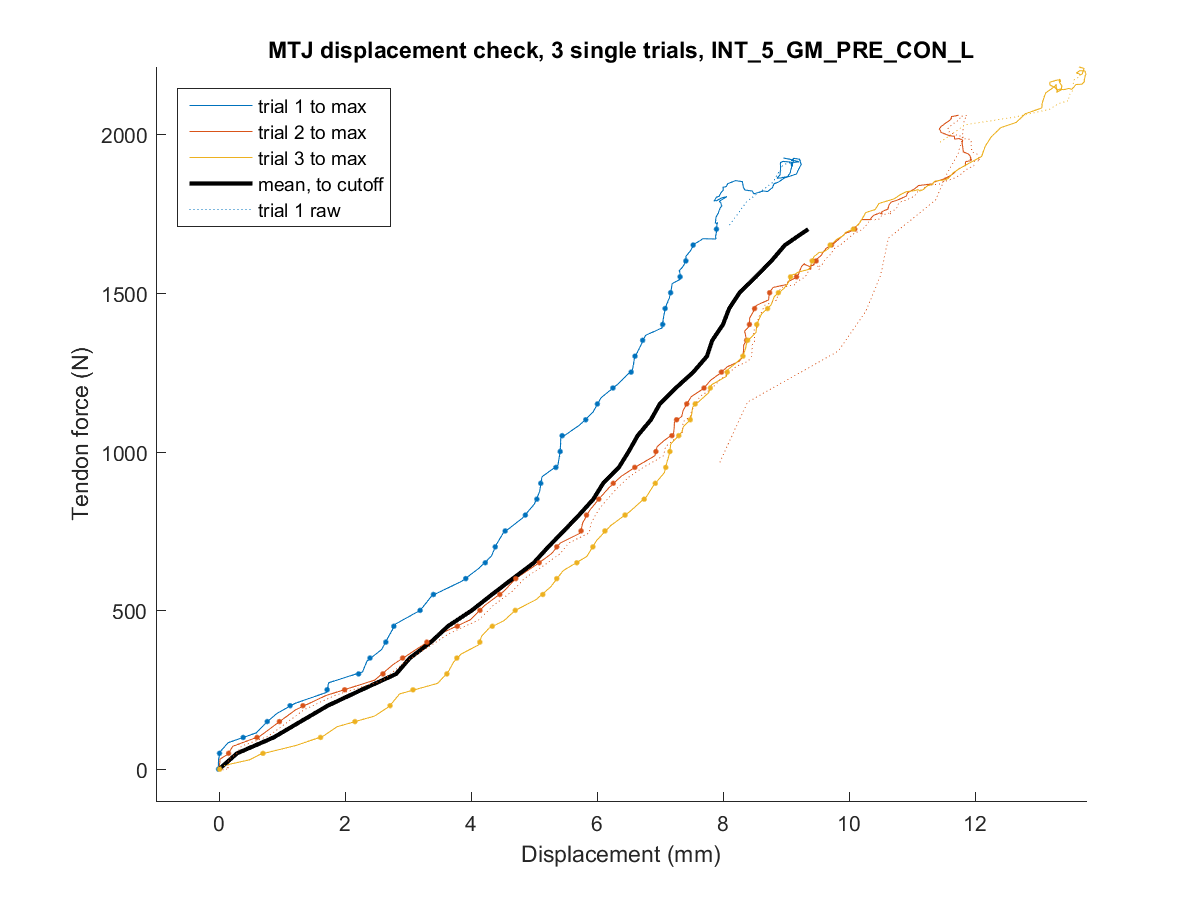 MTJ displacement check, 3 single trials, INT_5_GM_PRE_CON_L
trial 1 to max
trial 2 to max
trial 3 to max
mean, to cutoff
trial 1 raw
2000
1500
1000
500
0
Tendon force (N)
0 2 4 6 8 10 12
Displacement (mm)